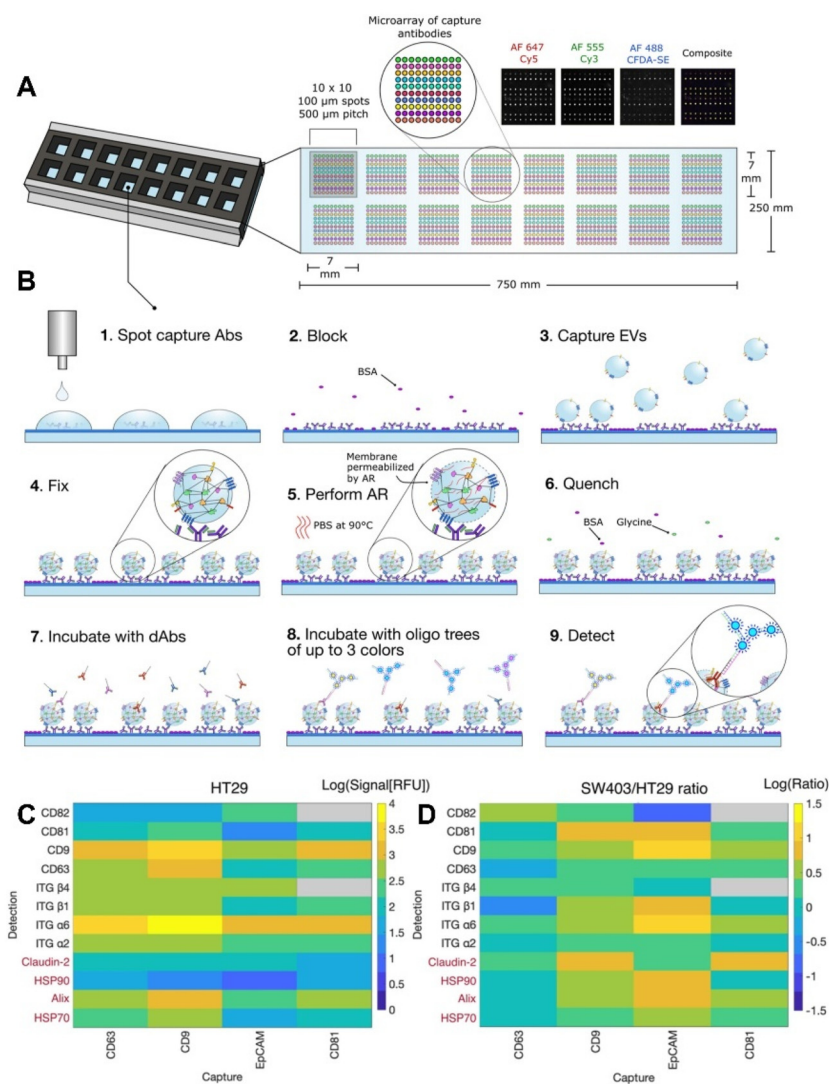 A
Microarray of capture
antibodies
10 x 10
100 µm spots
500 µm pitch
AF 647
Cy5
AF 555
Cy3
AF 488
CFDA-SE
Composite
7
mm
250 mm
7
mm
750 mm
B
1. Spot capture Abs
2. Block
BSA
3. Capture EVs
4. Fix
Membrane
permeabilized
by AR
5. Perform AR
PBS at 90°C
6. Quench
BSA
Glycine
7. Incubate with dAbs
8. Incubate with oligo trees
of up to 3 colors
9. Detect
C
HT29
Log(Signal[RFU])
Detection
CD82
CD81
CD9
CD63
ITG β4
ITG β1
ITG α6
ITG α2
Claudin-2
HSP90
Alix
HSP70
CD63
CD9
EpCAM
CD81
Capture
4
3.5
3
2.5
2
1.5
1
0.5
0
D
SW403/HT29 ratio
Log(Ratio)
Detection
CD82
CD81
CD9
CD63
ITG β4
ITG β1
ITG α6
ITG α2
Claudin-2
HSP90
Alix
HSP70
CD63
CD9
EpCAM
CD81
Capture
1.5
1
0.5
0
-0.5
-1.0
-1.5